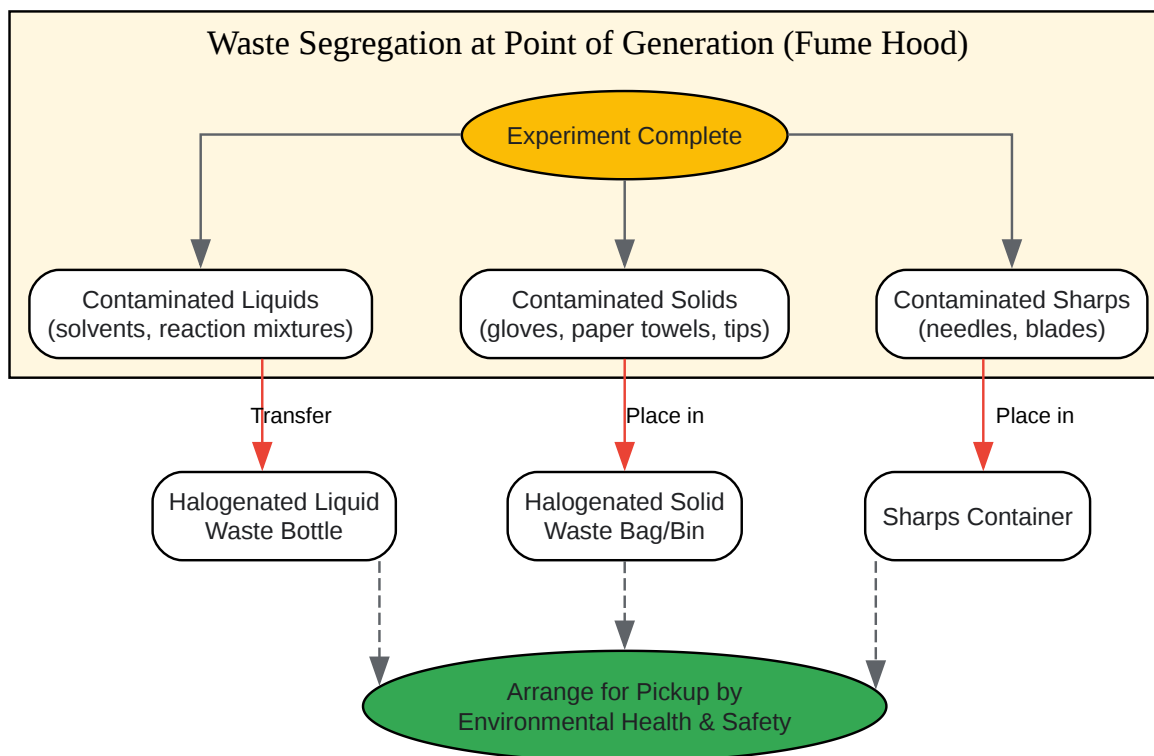 Waste Segregation at Point of Generation (Fume Hood)
Experiment Complete
Contaminated Liquids
(solvents, reaction mixtures)
Contaminated Solids
(gloves, paper towels, tips)
Contaminated Sharps
(needles, blades)
Transfer
Place in
Place in
Halogenated Liquid
Waste Bottle
Halogenated Solid
Waste Bag/Bin
Sharps Container
Arrange for Pickup by
Environmental Health & Safety